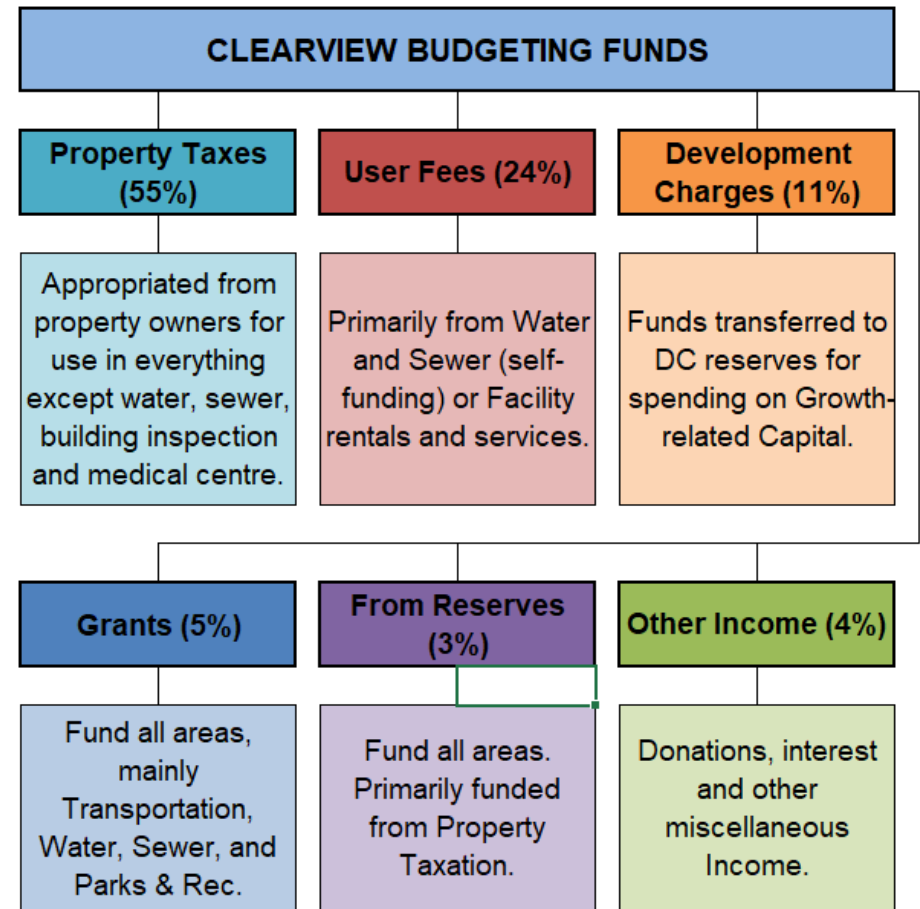 CLEARVIEW BUDGETING FUNDS
Property Taxes
(55%)
User Fees (24%)
Development
Charges (11%)
Appropriated from
property owners for
use in everything
except water, sewer,
building inspection
and medical centre.
Primarily from Water
and Sewer (self-
funding) or Facility
rentals and services.
Funds transferred to
DC reserves for
spending on Growth-
related Capital.
Grants (5%)
From Reserves
(3%)
Other Income (4%)
Fund all areas,
mainly
Transportation,
Water, Sewer, and
Parks & Rec.
Fund all areas.
Primarily funded
from Property
Taxation.
Donations, interest
and other
miscellaneous
Income.